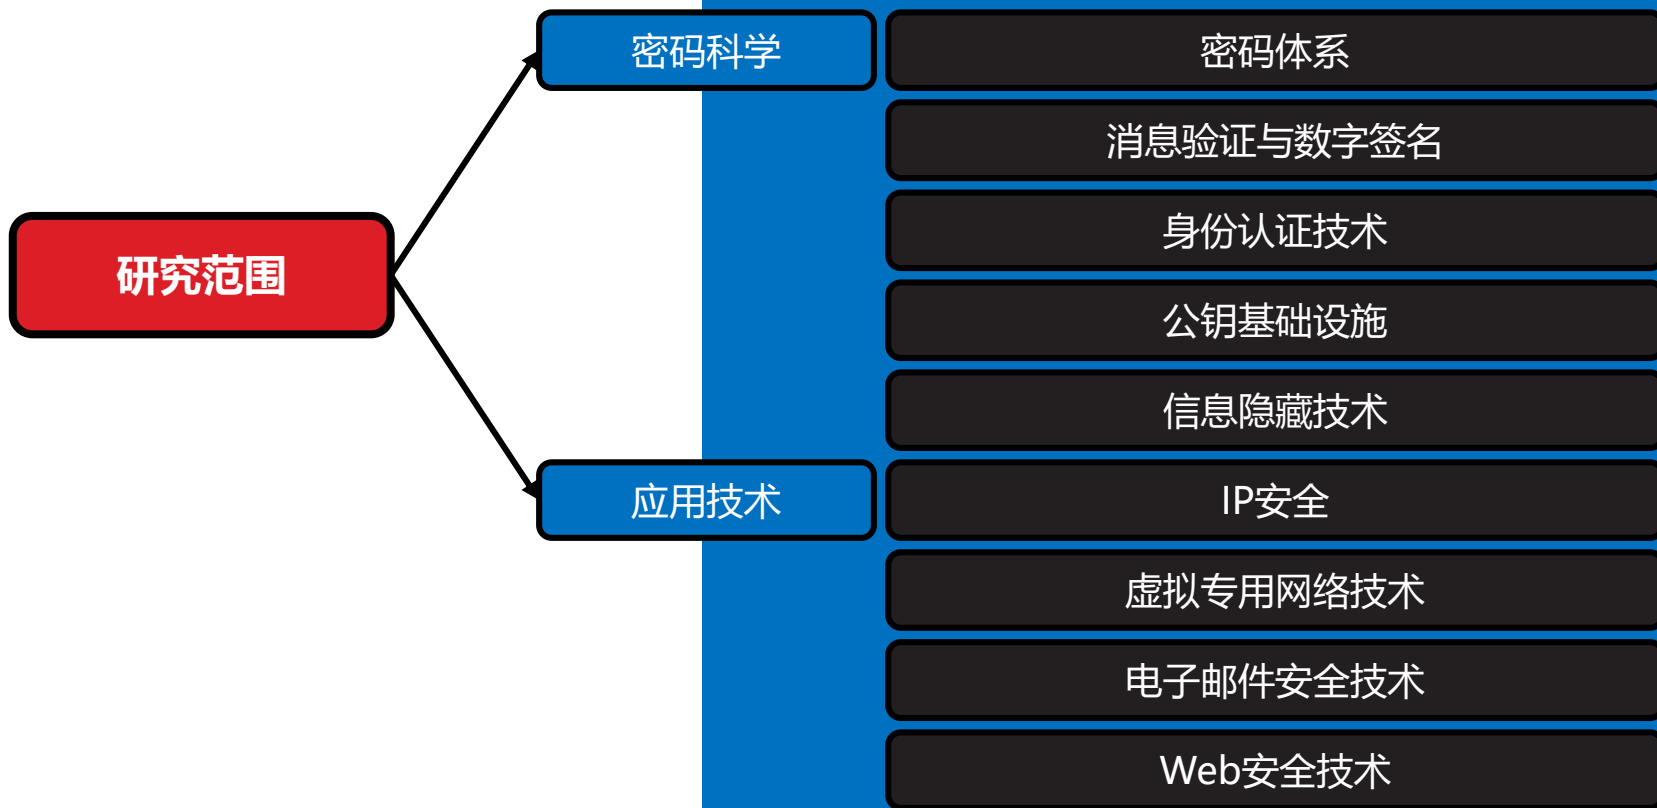 研究范围
密码科学
密码体系
消息验证与数字签名
身份认证技术
公钥基础设施
信息隐藏技术
应用技术
IP安全
虚拟专用网络技术
电子邮件安全技术
Web安全技术